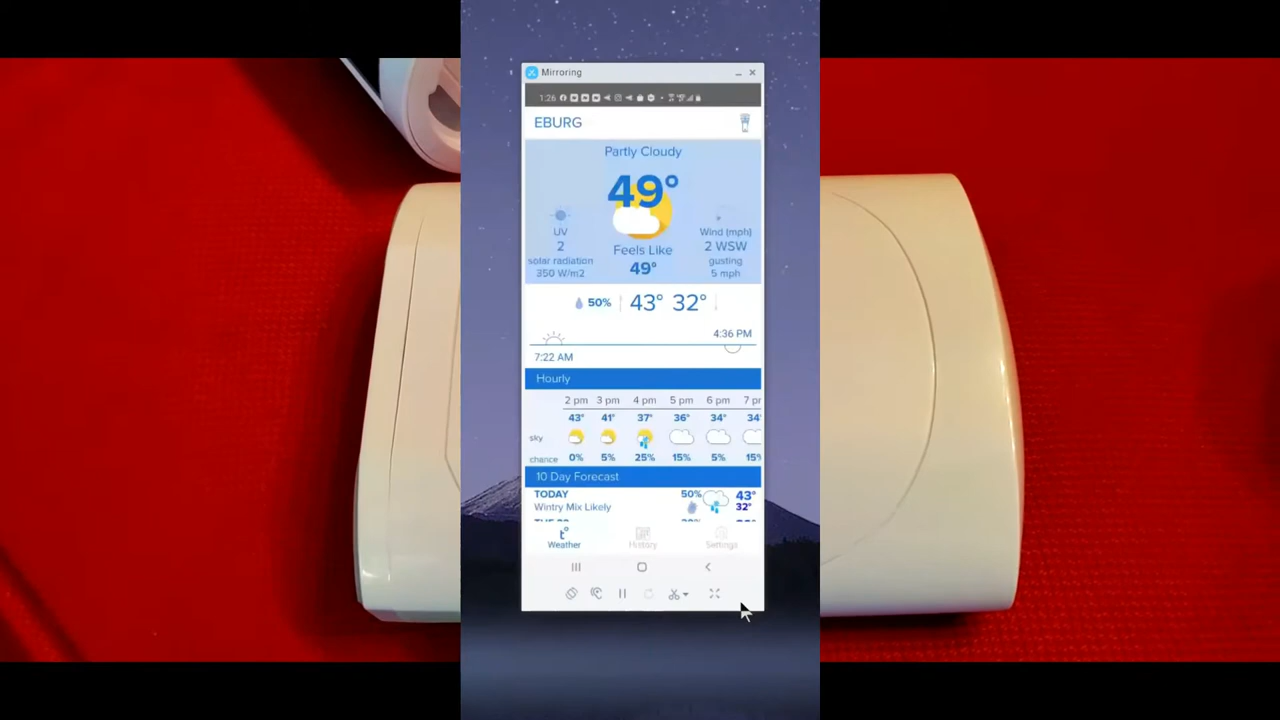 Mirroring
1:26
EBURG
Partly Cloudy
49°
UV
2
solar radiation
350 W/m2
Feels Like
49°
Wind (mph)
2 WSW
gusting
5 mph
50% 43° 32°
4:36 PM
7:22 AM
Hourly
2 pm 3 pm 4 pm 5 pm 6 pm
43° 41° 37° 36° 34° 34°
sky
chance 0% 5% 25% 15% 5% 15%
10 Day Forecast
TODAY 50% 43°
Wintry Mix Likely 32°
Weather History Settings